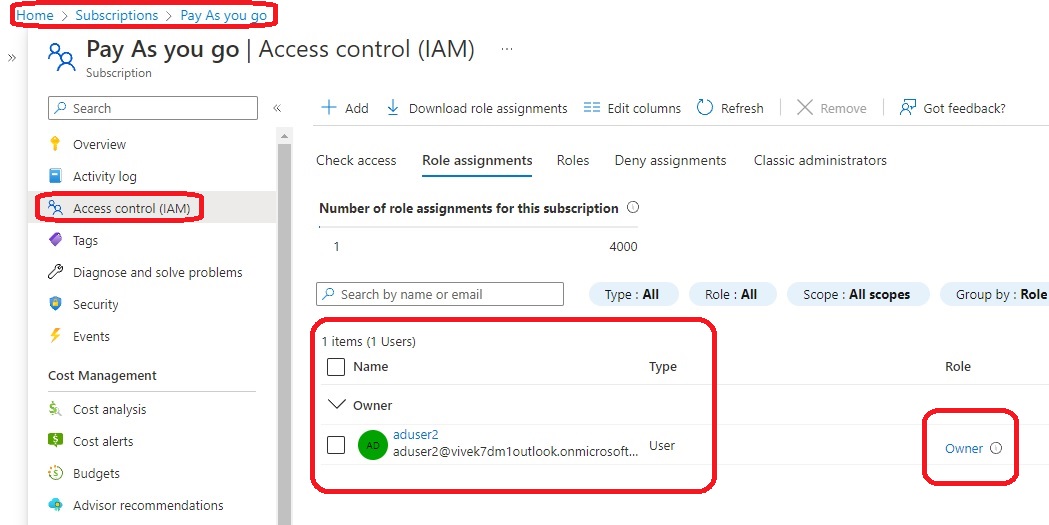 Home > Subscriptions > Pay As you go
»
Pay As you go | Access control (IAM) ...
Subscription
Search
«
Add
Download role assignments
Edit columns
Refresh
Remove
Got feedback?
Overview
Activity log
Access control (IAM)
Tags
Diagnose and solve problems
Security
Events
Cost Management
Cost analysis
Cost alerts
Budgets
Advisor recommendations
Check access
Role assignments
Roles
Deny assignments
Classic administrators
Number of role assignments for this subscription
1 4000
Search by name or email
Type : All
Role : All
Scope : All scopes
Group by : Role
1 items (1 Users)
Name Type Role
Owner
AD
aduser2
aduser2@vivek7dm1outlook.onmicrosoft...
User
Owner